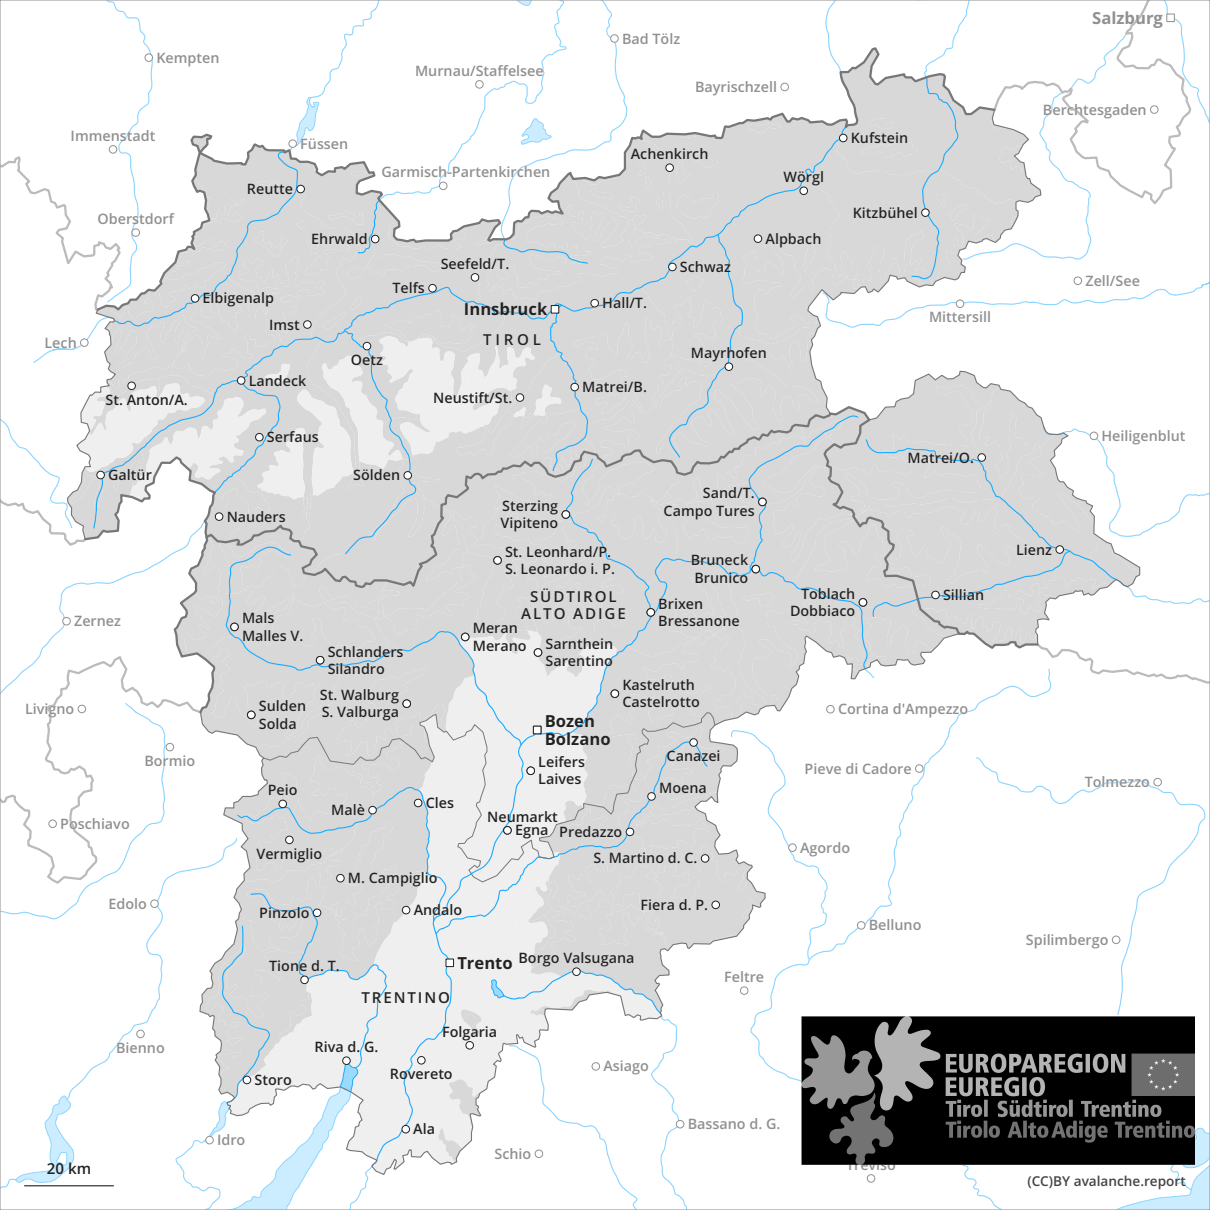 Salzburg
Bad Tölz
Kempten
Murnau/Staffelsee
Bayrischzell
Berchtesgaden
Immenstadt
Füssen
Kufstein
Achenkirch
Garmisch-Partenkirchen
Wörgl
Reutte
Oberstdorf
Kitzbühel
Ehrwald
Alpbach
Seefeld/T.
Schwaz
Zell/See
Telfs
Elbigenalp
Hall/T.
Innsbruck
Mittersill
Imst
TIROL
Lech
Mayrhofen
Oetz
Landeck
Matrei/B.
St. Anton/A.
Neustift/St.
Serfaus
Heiligenblut
Matrei/O.
Galtür
Sölden
Sand/T.
Campo Tures
Sterzing
Vipiteno
Nauders
Lienz
St. Leonhard/P.
S. Leonardo i. P.
Bruneck
Brunico
SÜDTIROL
ALTO ADIGE
Toblach
Dobbiaco
Sillian
Brixen
Bressanone
Zernez
Mals
Malles V.
Meran
Merano
Sarnthein
Sarentino
Schlanders
Silandro
Kastelruth
Castelrotto
St. Walburg
S. Valburga
Livigno
Sulden
Solda
Cortina d'Ampezzo
Bozen
Bolzano
Bormio
Canazei
Leifers
Laives
Pieve di Cadore
Tolmezzo
Peio
Moena
Malè
Cles
Neumarkt
Egna
Poschiavo
Predazzo
Vermiglio
Agordo
S. Martino d. C.
M. Campiglio
Edolo
Pinzolo
Andalo
Fiera d. P.
Belluno
Spilimbergo
Trento
Borgo Valsugana
Tione d. T.
Feltre
TRENTINO
Folgaria
Bienno
Riva d. G.
Rovereto
Asiago
Storo
EUROPAREGION
EUREGIO
Tirol Südtirol Trentino
Tirolo Alto Adige Trentino
Ala
Bassano d. G.
Idro
Schio
Treviso
20 km
(CC)BY avalanche.report